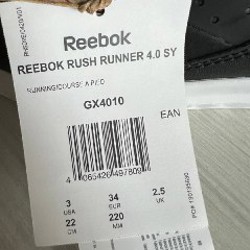 Reebok
REEBOK RUSH RUNNER 4.0 SY
RUNNING/COURSE A PIED
GX4010
EAN
4 065426 497809
3 34 2.5
USA EUR UK
22 220
CM MM